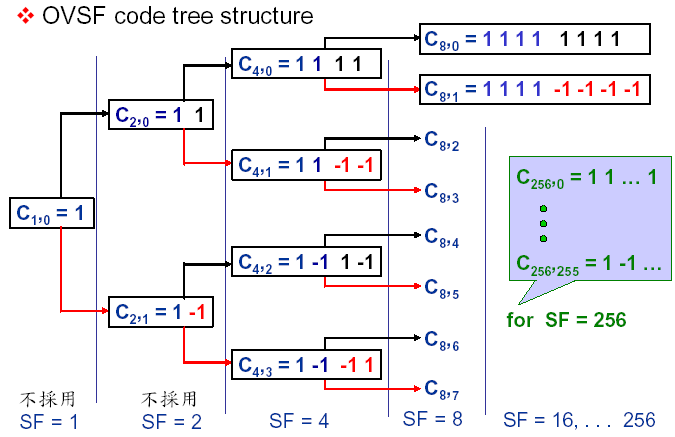 ❖ OVSF code tree structure
C8,0 = 1 1 1 1 1 1 1 1
C4,0 = 1 1 1 1
C8,1 = 1 1 1 1 -1 -1 -1 -1
C2,0 = 1 1
C8,2
C4,1 = 1 1 -1 -1
C8,3
C256,0 = 1 1 ... 1
C1,0 = 1
C8,4
C4,2 = 1 -1 1 -1
C256,255 = 1 -1 ...
C8,5
C2,1 = 1 -1
for SF = 256
C8,6
C4,3 = 1 -1 -1 1
C8,7
不採用 不採用
SF = 1 SF = 2 SF = 4 SF = 8 SF = 16, . . . 256